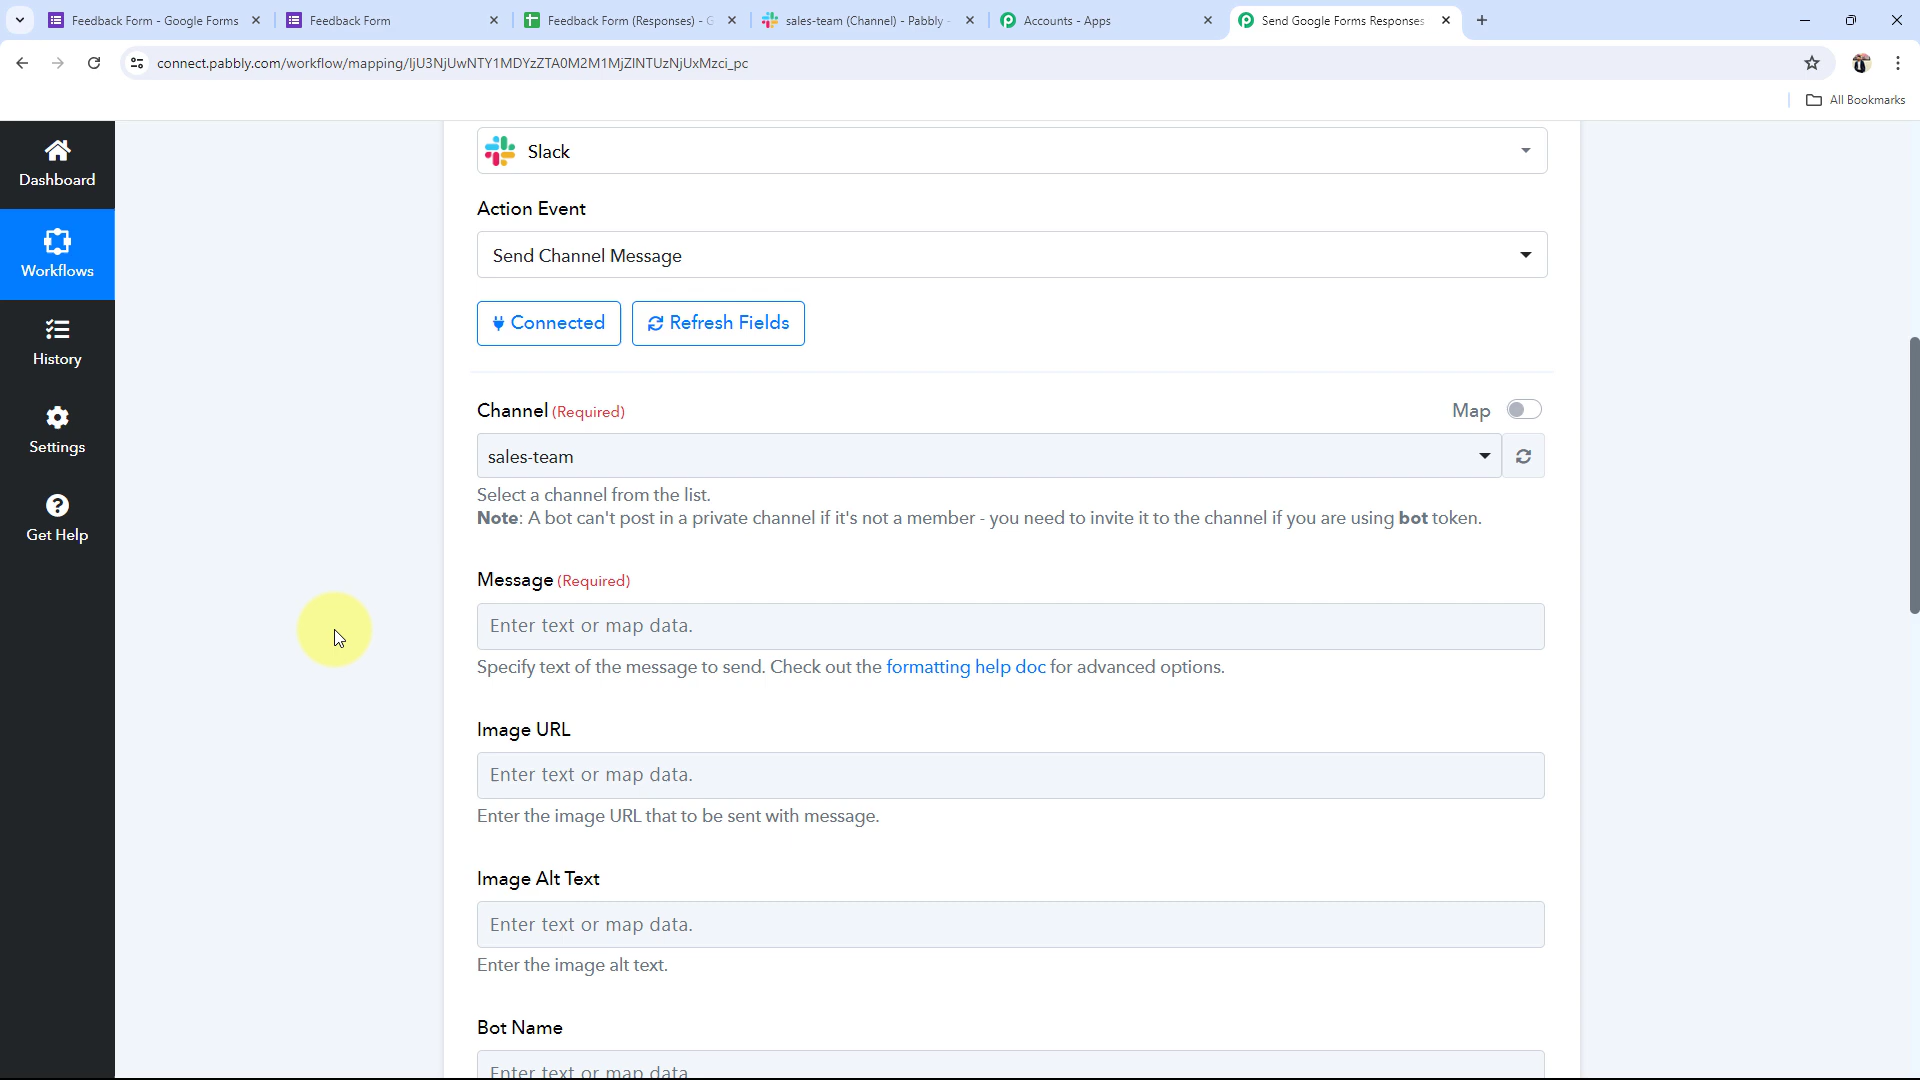 Feedback Form - Google Forms
Feedback Form
Feedback Form (Responses) - G
sales-team (Channel) - Pabbly -
Accounts - Apps
Send Google Forms Responses
connect.pabbly.com/workflow/mapping/IjU3NjUwNTY1MDYzZTA0M2M1MjZlNTUzNjUxMzci_pc
All Bookmarks
Dashboard
Workflows
History
Settings
Get Help
Slack
Action Event
Send Channel Message
Connected
Refresh Fields
Channel (Required)
Map
sales-team
Select a channel from the list.
Note: A bot can't post in a private channel if it's not a member - you need to invite it to the channel if you are using bot token.
Message (Required)
Enter text or map data.
Specify text of the message to send. Check out the formatting help doc for advanced options.
Image URL
Enter text or map data.
Enter the image URL that to be sent with message.
Image Alt Text
Enter text or map data.
Enter the image alt text.
Bot Name
Enter text or map data.